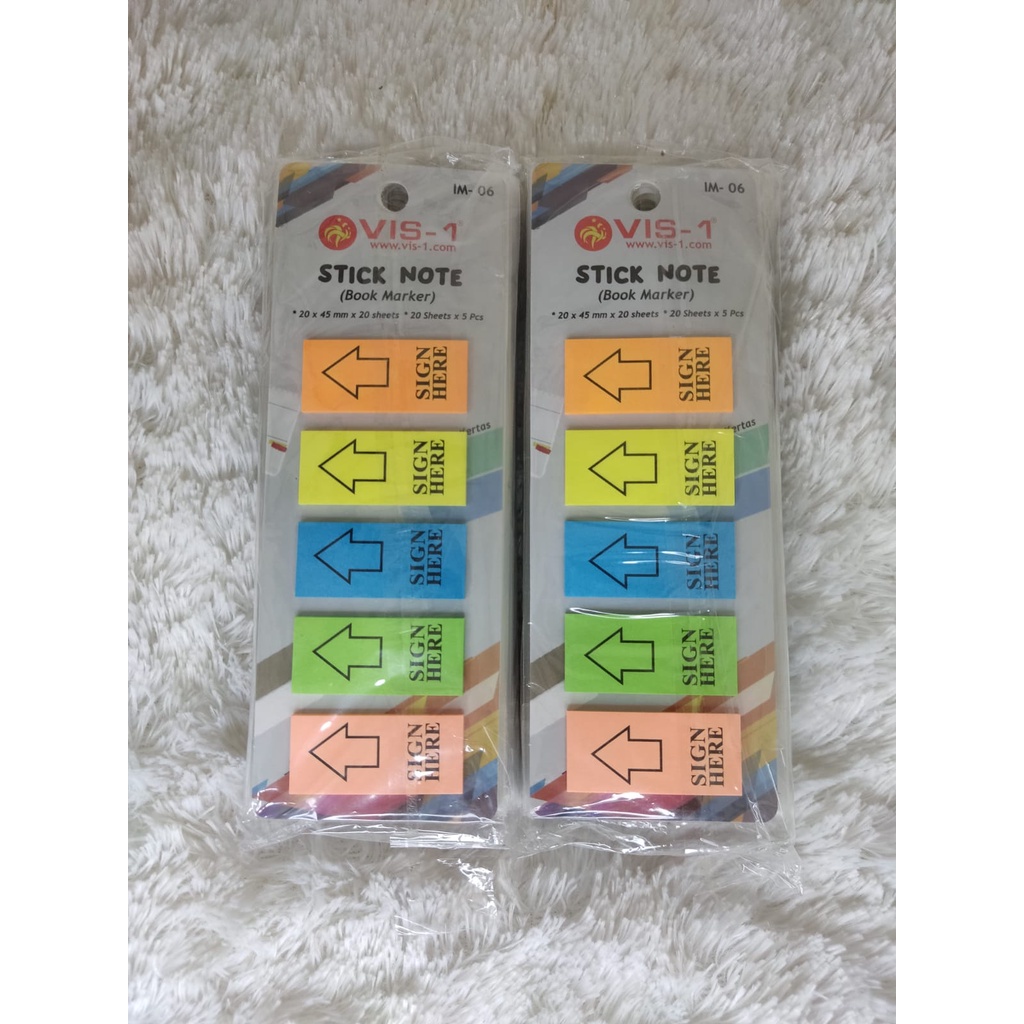 IM- 06
VIS-1®
www.vis-1.com
STICK NOTE
(Book Marker)
* 20 x 45 mm x 20 sheets * 20 Sheets x 5 Pcs
SIGN
HERE
SIGN
HERE
SIGN
HERE
SIGN
HERE
SIGN
HERE
IM- 06
VIS-1®
www.vis-1.com
STICK NOTE
(Book Marker)
* 20 x 45 mm x 20 sheets * 20 Sheets x 5 Pcs
SIGN
HERE
SIGN
HERE
SIGN
HERE
SIGN
HERE
SIGN
HERE